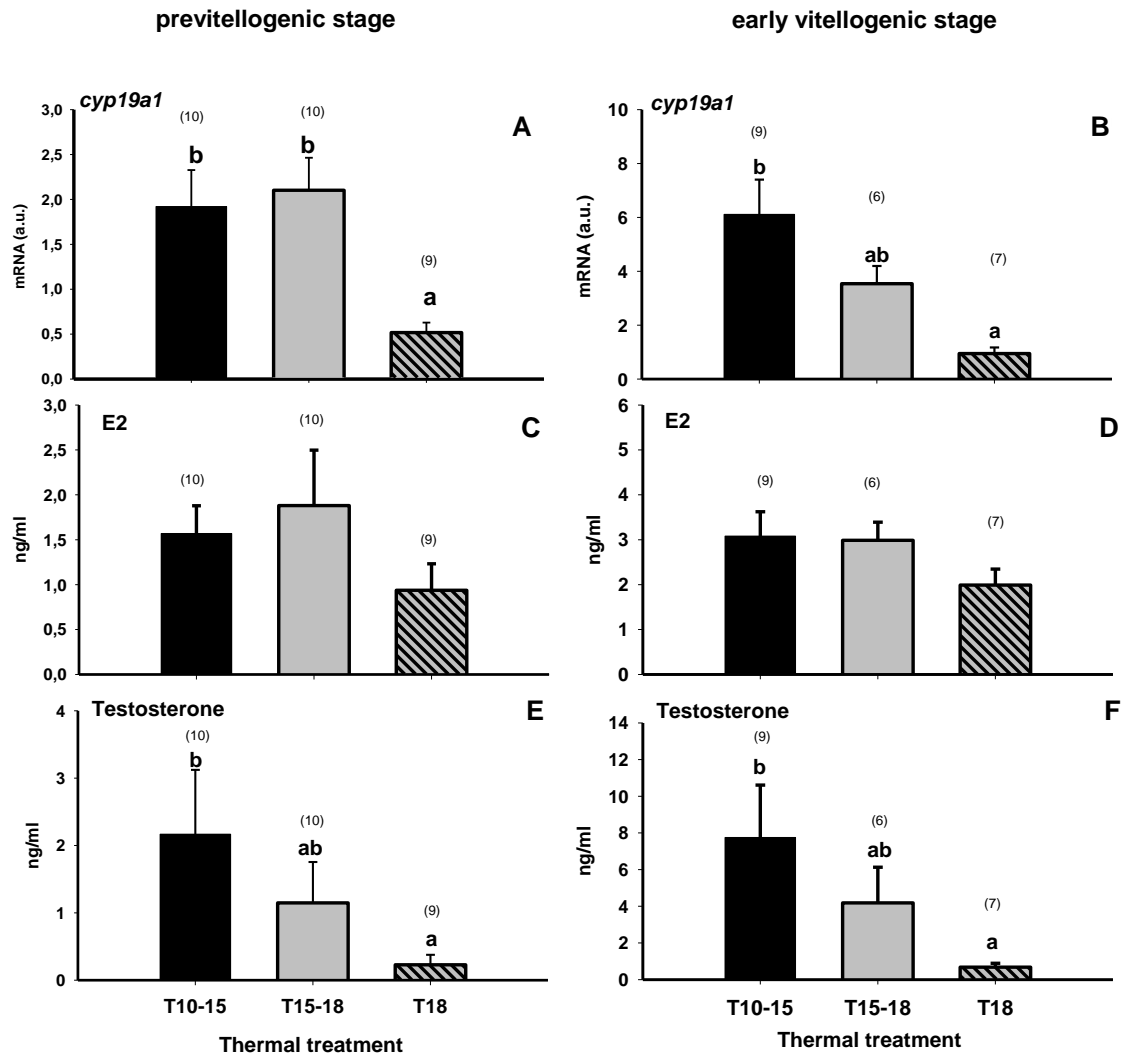 previtellogenic stage
early vitellogenic stage
cyp19a1
A
(10)
(10)
b
b
(9)
a
3,0
2,5
2,0
1,5
1,0
0,5
0,0
mRNA (a.u.)
cyp19a1
B
(9)
b
(6)
ab
(7)
a
10
8
6
4
2
0
mRNA (a.u.)
E2
C
(10)
(10)
(9)
3,0
2,5
2,0
1,5
1,0
0,5
0,0
ng/ml
E2
D
(9)
(6)
(7)
6
5
4
3
2
1
0
ng/ml
Testosterone
E
(10)
b
(10)
ab
(9)
a
4
3
2
1
0
ng/ml
T10-15
T15-18
T18
Thermal treatment
Testosterone
F
(9)
b
(6)
ab
(7)
a
14
12
10
8
6
4
2
0
ng/ml
T10-15
T15-18
T18
Thermal treatment